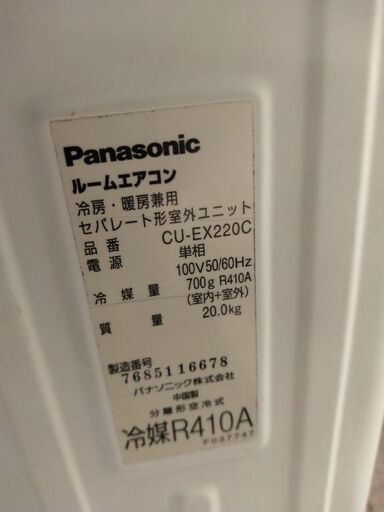 Panasonic
ルームエアコン
冷房・暖房兼用
セパレート形室外ユニット
品番 CU-EX220C
電源 単相
100V50/60Hz
冷媒量 700g R410A
(室内+室外)
質量 20.0kg
製造番号
7685116678
パナソニック株式会社
中国製
分離形空冷式
冷媒R410A
P037747